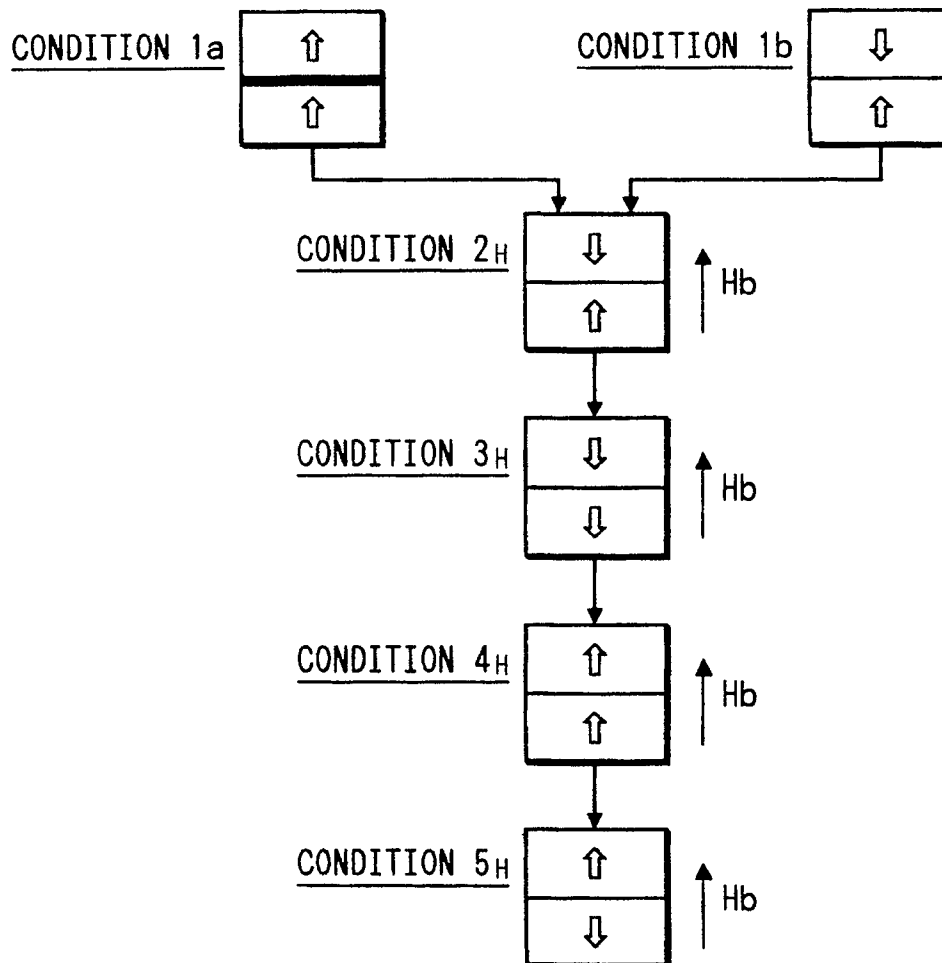 CONDITION 1a
CONDITION 1b
CONDITION 2H
Hb
CONDITION 3H
Hb
CONDITION 4H
Hb
CONDITION 5H
Hb